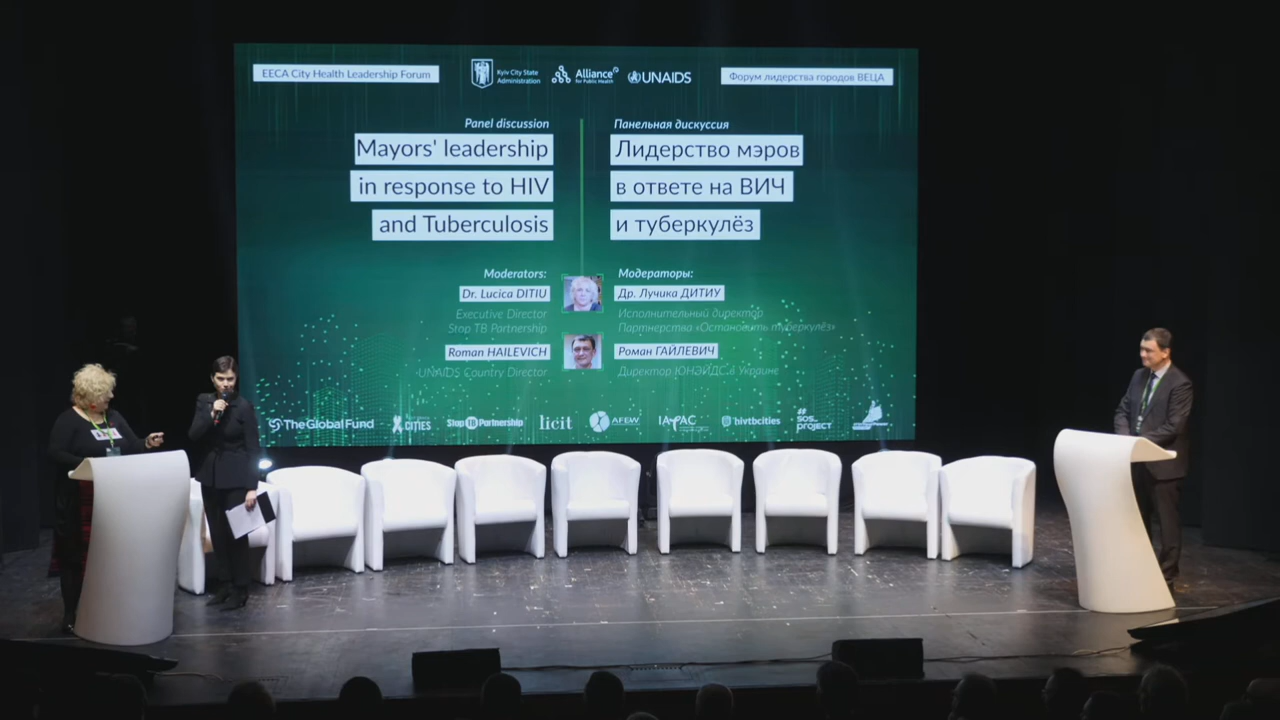 EECA City Health Leadership Forum
Kyiv City State
Administration
Alliance
for Public Health
UNAIDS
Форум лидерства городов ВЕЦА
Panel discussion
Mayors' leadership
in response to HIV
and Tuberculosis
Панельная дискуссия
Лидерство мэров
в ответе на ВИЧ
и туберкулёз
Moderators:
Dr. Lucica DITIU
Executive Director
Stop TB Partnership
Roman HAILEVICH
UNAIDS Country Director
Модераторы:
Др. Лучика ДИТИУ
Исполнительный директор
Партнерства «Остановить туберкулёз»
Роман ГАЙЛЕВИЧ
Директор ЮНЭЙДС в Украине
The Global Fund
CITIES
Stop TB Partnership
licit
AFEW
IAPAC
hivtbcities
#SOS_
project